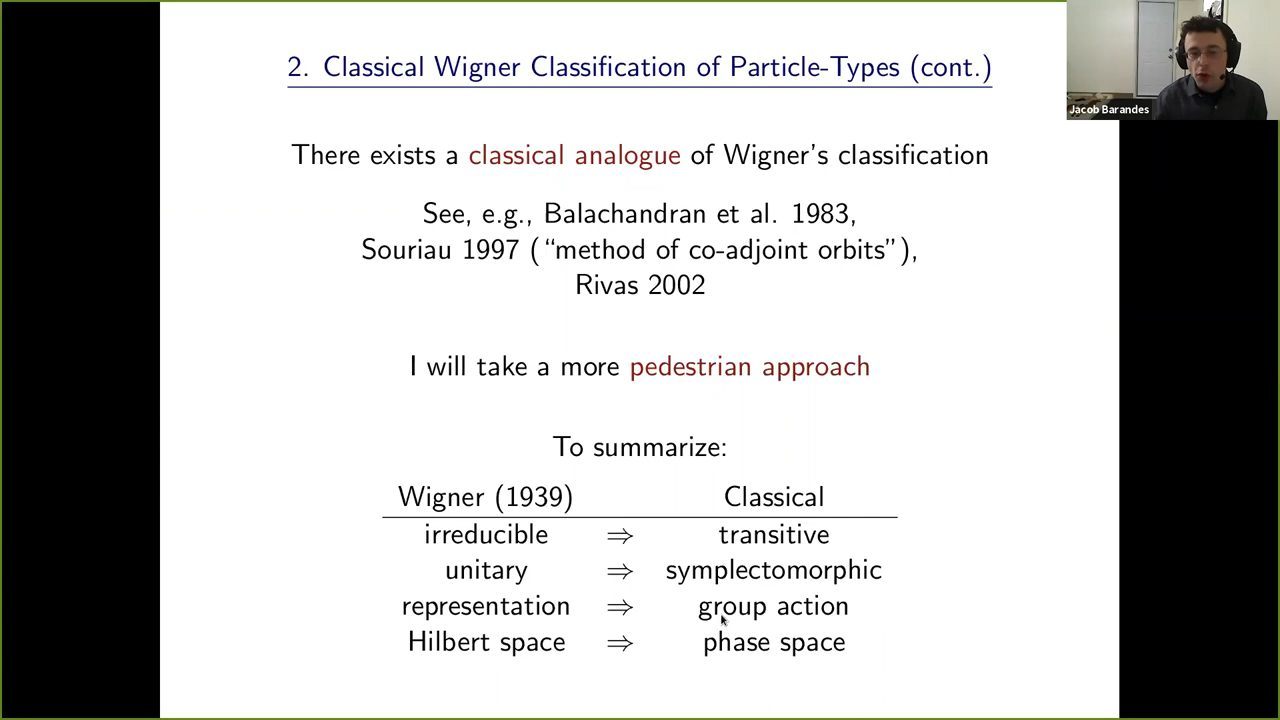 2. Classical Wigner Classification of Particle-Types (cont.)
Jacob Barandes
There exists a classical analogue of Wigner's classification
See, e.g., Balachandran et al. 1983,
Souriau 1997 (“method of co-adjoint orbits”),
Rivas 2002
I will take a more pedestrian approach
To summarize:
Wigner (1939) Classical
irreducible ⇒ transitive
unitary ⇒ symplectomorphic
representation ⇒ group action
Hilbert space ⇒ phase space